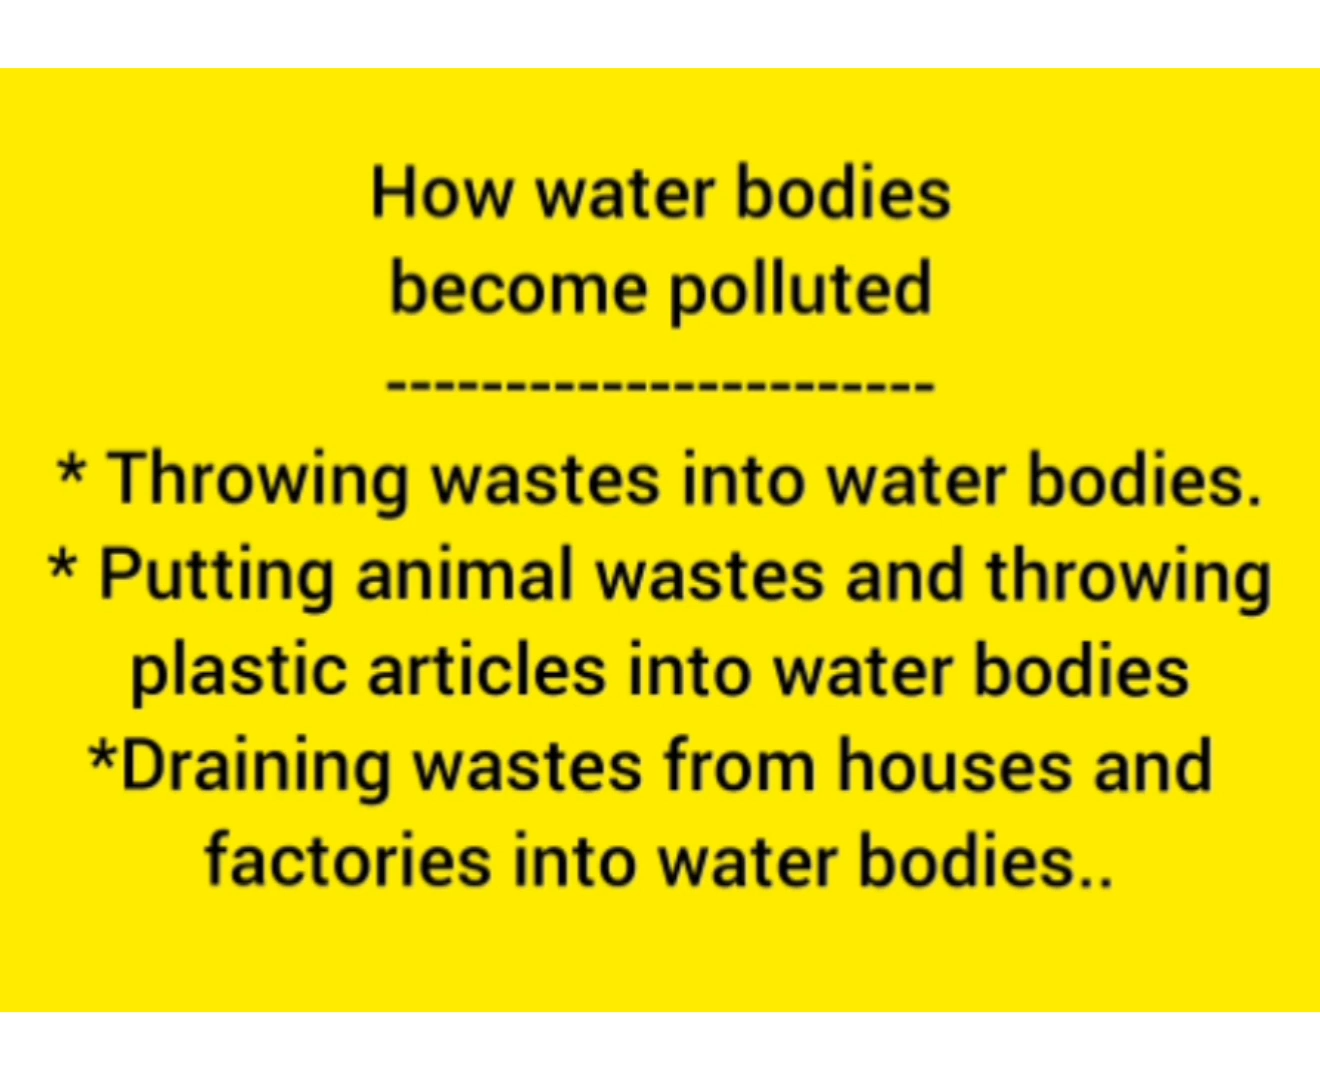 How water bodies
become polluted
-----------------------
* Throwing wastes into water bodies.
* Putting animal wastes and throwing
plastic articles into water bodies
*Draining wastes from houses and
factories into water bodies..